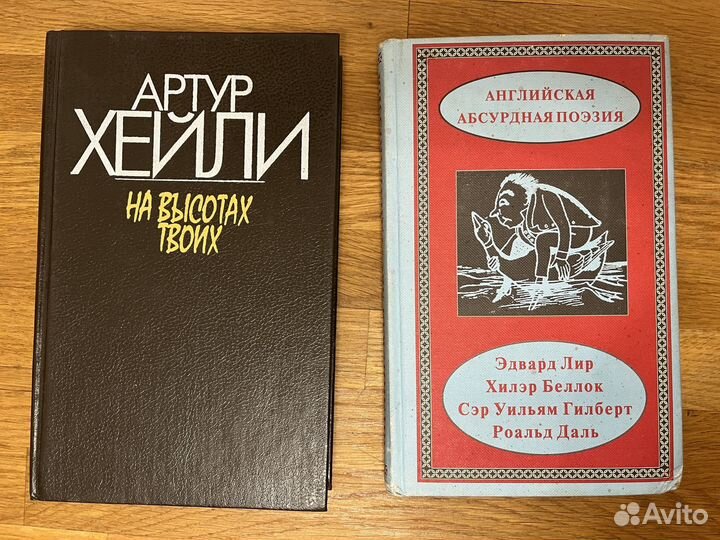 АРТУР
ХЕЙЛИ
НА ВЫСОТАХ
ТВОИХ
АНГЛИЙСКАЯ
АБСУРДНАЯ ПОЭЗИЯ
Эдвард Лир
Хилэр Беллок
Сэр Уильям Гилберт
Роальд Даль
Avito